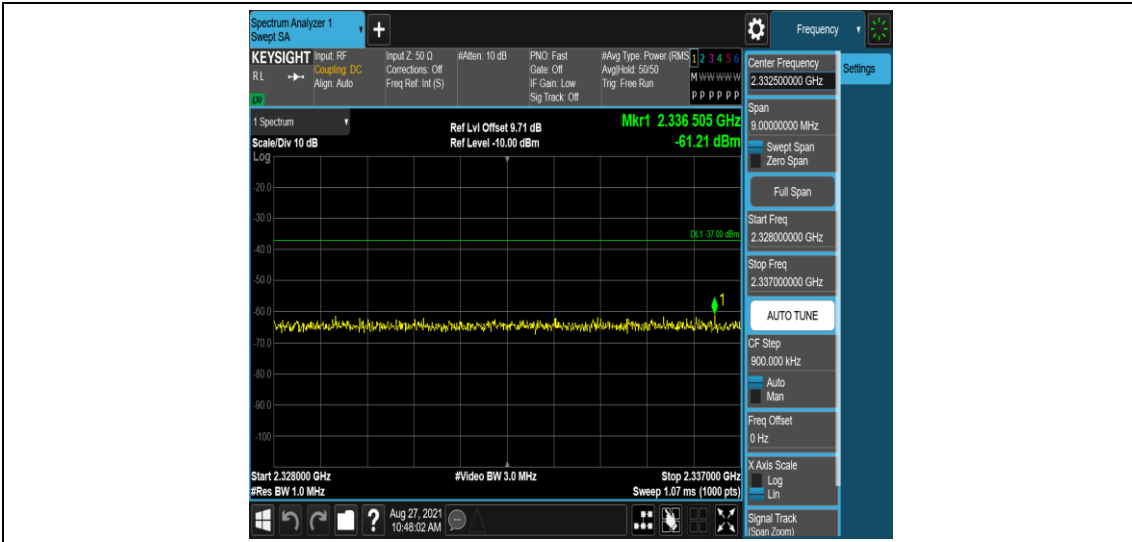 Spectrum Analyzer 1
Swept SA
+
Frequency
KEYSIGHT
RL
LXI
Input: RF
Coupling: DC
Align: Auto
Input Z: 50 Ω
Corrections: Off
Freq Ref: Int (S)
#Atten: 10 dB
PNO: Fast
Gate: Off
IF Gain: Low
Sig Track: Off
#Avg Type: Power (RMS
Avg|Hold: 50/50
Trig: Free Run
1 2 3 4 5 6
M W W W W W
P P P P P P
1 Spectrum
Scale/Div 10 dB
Log
Ref Lvl Offset 9.71 dB
Ref Level -10.00 dBm
Mkr1 2.336 505 GHz
-61.21 dBm
-20.0
-30.0
DL1 -37.00 dBm
-40.0
-50.0
1
-60.0
-70.0
-80.0
-90.0
-100
Start 2.328000 GHz
#Res BW 1.0 MHz
#Video BW 3.0 MHz
Stop 2.337000 GHz
Sweep 1.07 ms (1000 pts)
?
Aug 27, 2021
10:48:02 AM
Center Frequency
2.332500000 GHz
Settings
Span
9.00000000 MHz
Swept Span
Zero Span
Full Span
Start Freq
2.328000000 GHz
Stop Freq
2.337000000 GHz
AUTO TUNE
CF Step
900.000 kHz
Auto
Man
Freq Offset
0 Hz
X Axis Scale
Log
Lin
Signal Track
(Span Zoom)